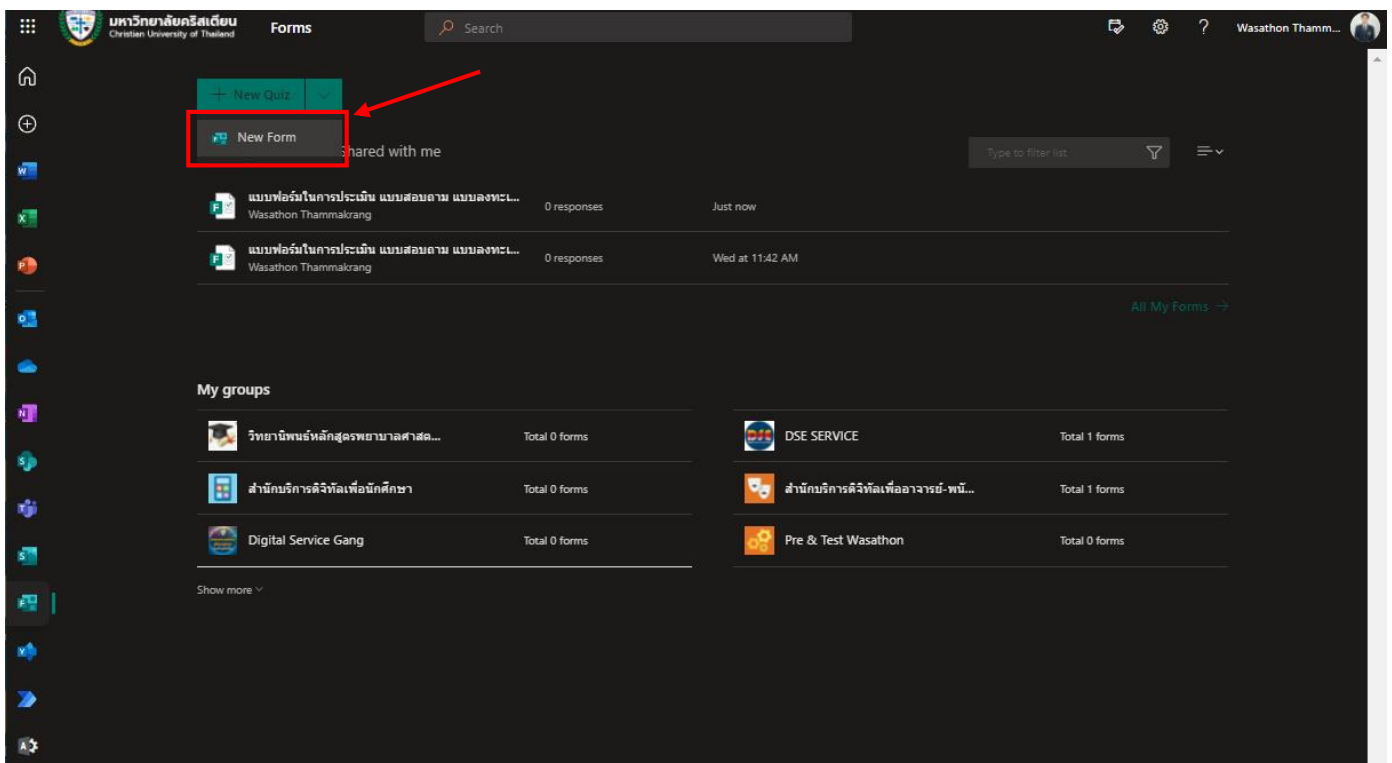 มหาวิทยาลัยคริสเตียน
Christian University of Thailand
Forms
Search
?
Wasathon Thamm...
+ New Quiz
New Form
Shared with me
Type to filter list
แบบฟอร์มในการประเมิน แบบสอบถาม แบบลงทะเ...
Wasathon Thammakrang
0 responses
Just now
แบบฟอร์มในการประเมิน แบบสอบถาม แบบลงทะเ...
Wasathon Thammakrang
0 responses
Wed at 11:42 AM
All My Forms →
My groups
วิทยานิพนธ์หลักสูตรพยาบาลศาสต...
Total 0 forms
DSE SERVICE
Total 1 forms
สำนักบริการดิจิทัลเพื่อนักศึกษา
Total 0 forms
สำนักบริการดิจิทัลเพื่ออาจารย์-พนั...
Total 1 forms
Digital Service Gang
Total 0 forms
Pre & Test Wasathon
Total 0 forms
Show more